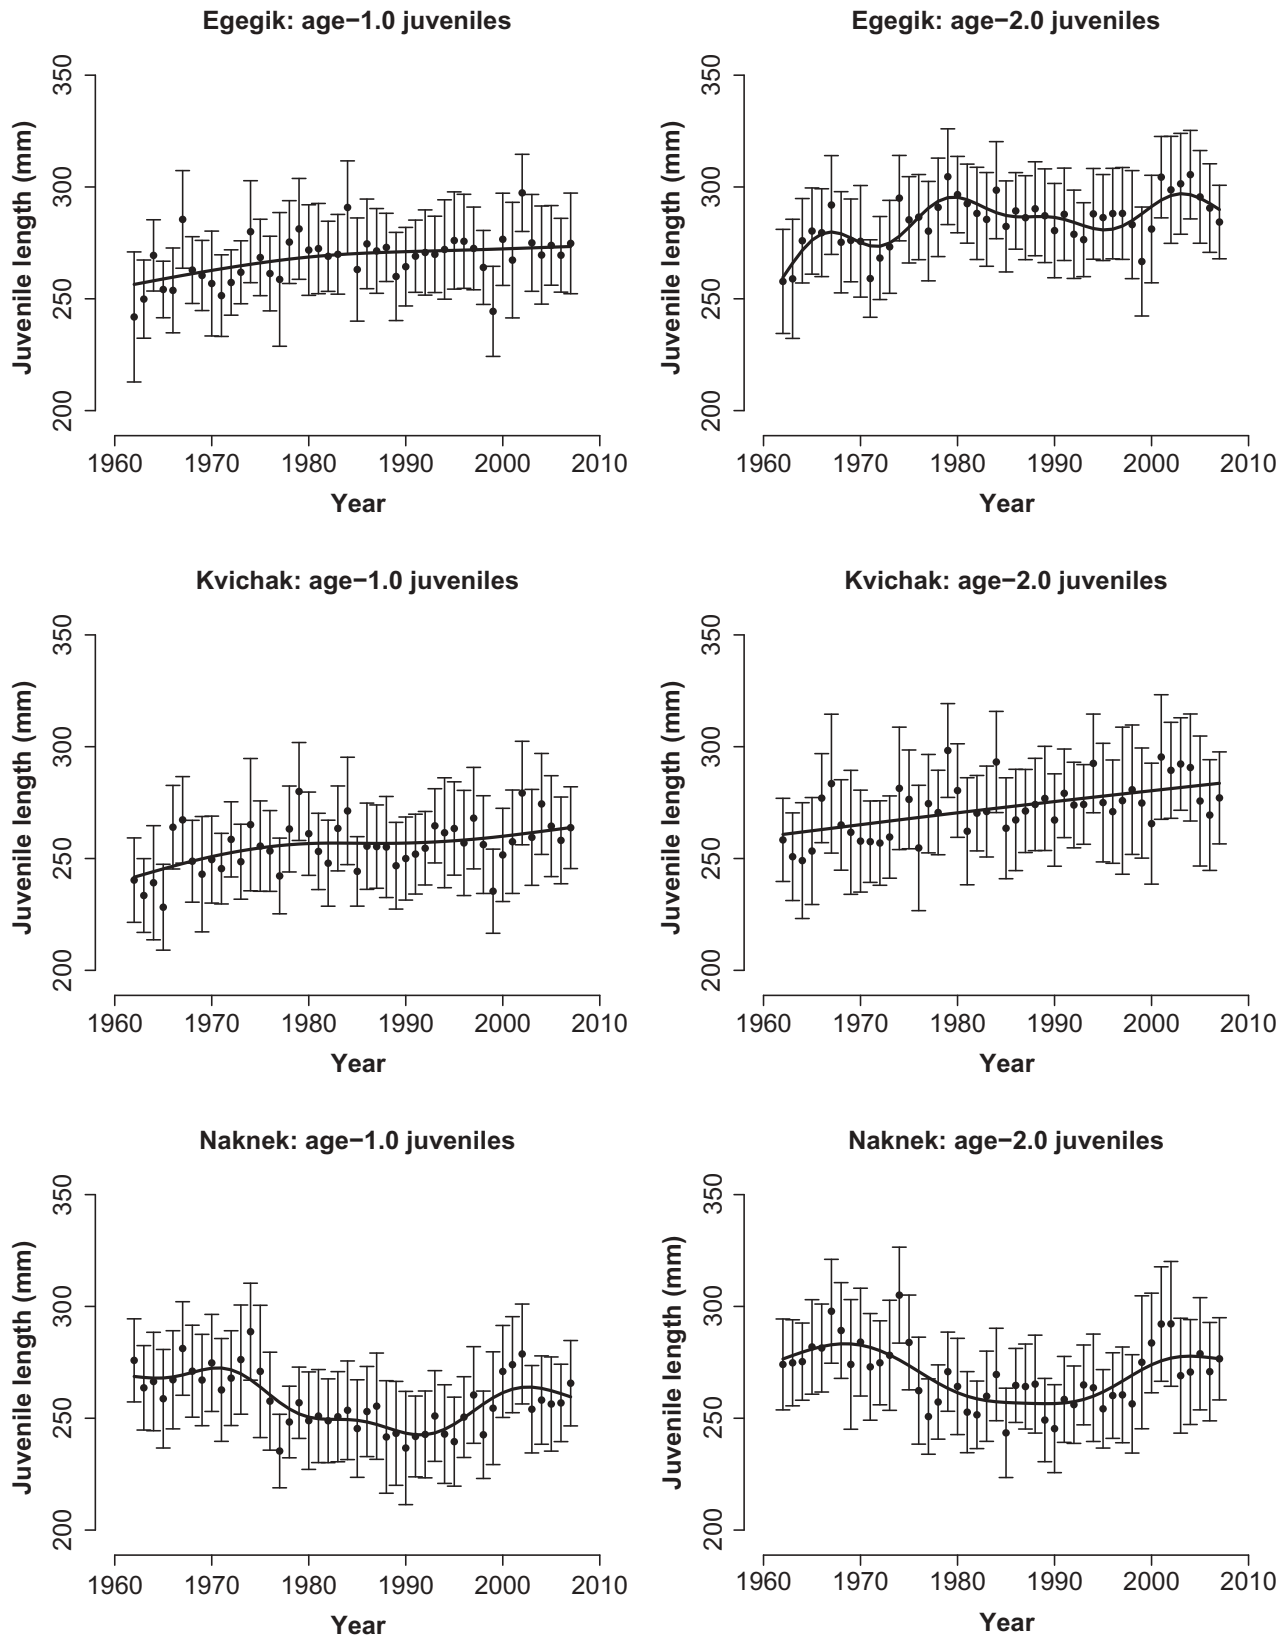 Egegik: age−1.0 juveniles
350
300
250
200
Juvenile length (mm)
1960 1970 1980 1990 2000 2010
Year
Egegik: age−2.0 juveniles
350
300
250
200
Juvenile length (mm)
1960 1970 1980 1990 2000 2010
Year
Kvichak: age−1.0 juveniles
350
300
250
200
Juvenile length (mm)
1960 1970 1980 1990 2000 2010
Year
Kvichak: age−2.0 juveniles
350
300
250
200
Juvenile length (mm)
1960 1970 1980 1990 2000 2010
Year
Naknek: age−1.0 juveniles
350
300
250
200
Juvenile length (mm)
1960 1970 1980 1990 2000 2010
Year
Naknek: age−2.0 juveniles
350
300
250
200
Juvenile length (mm)
1960 1970 1980 1990 2000 2010
Year